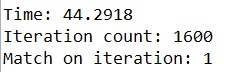 Time: 44.2918
Iteration count: 1600
Match on iteration: 1